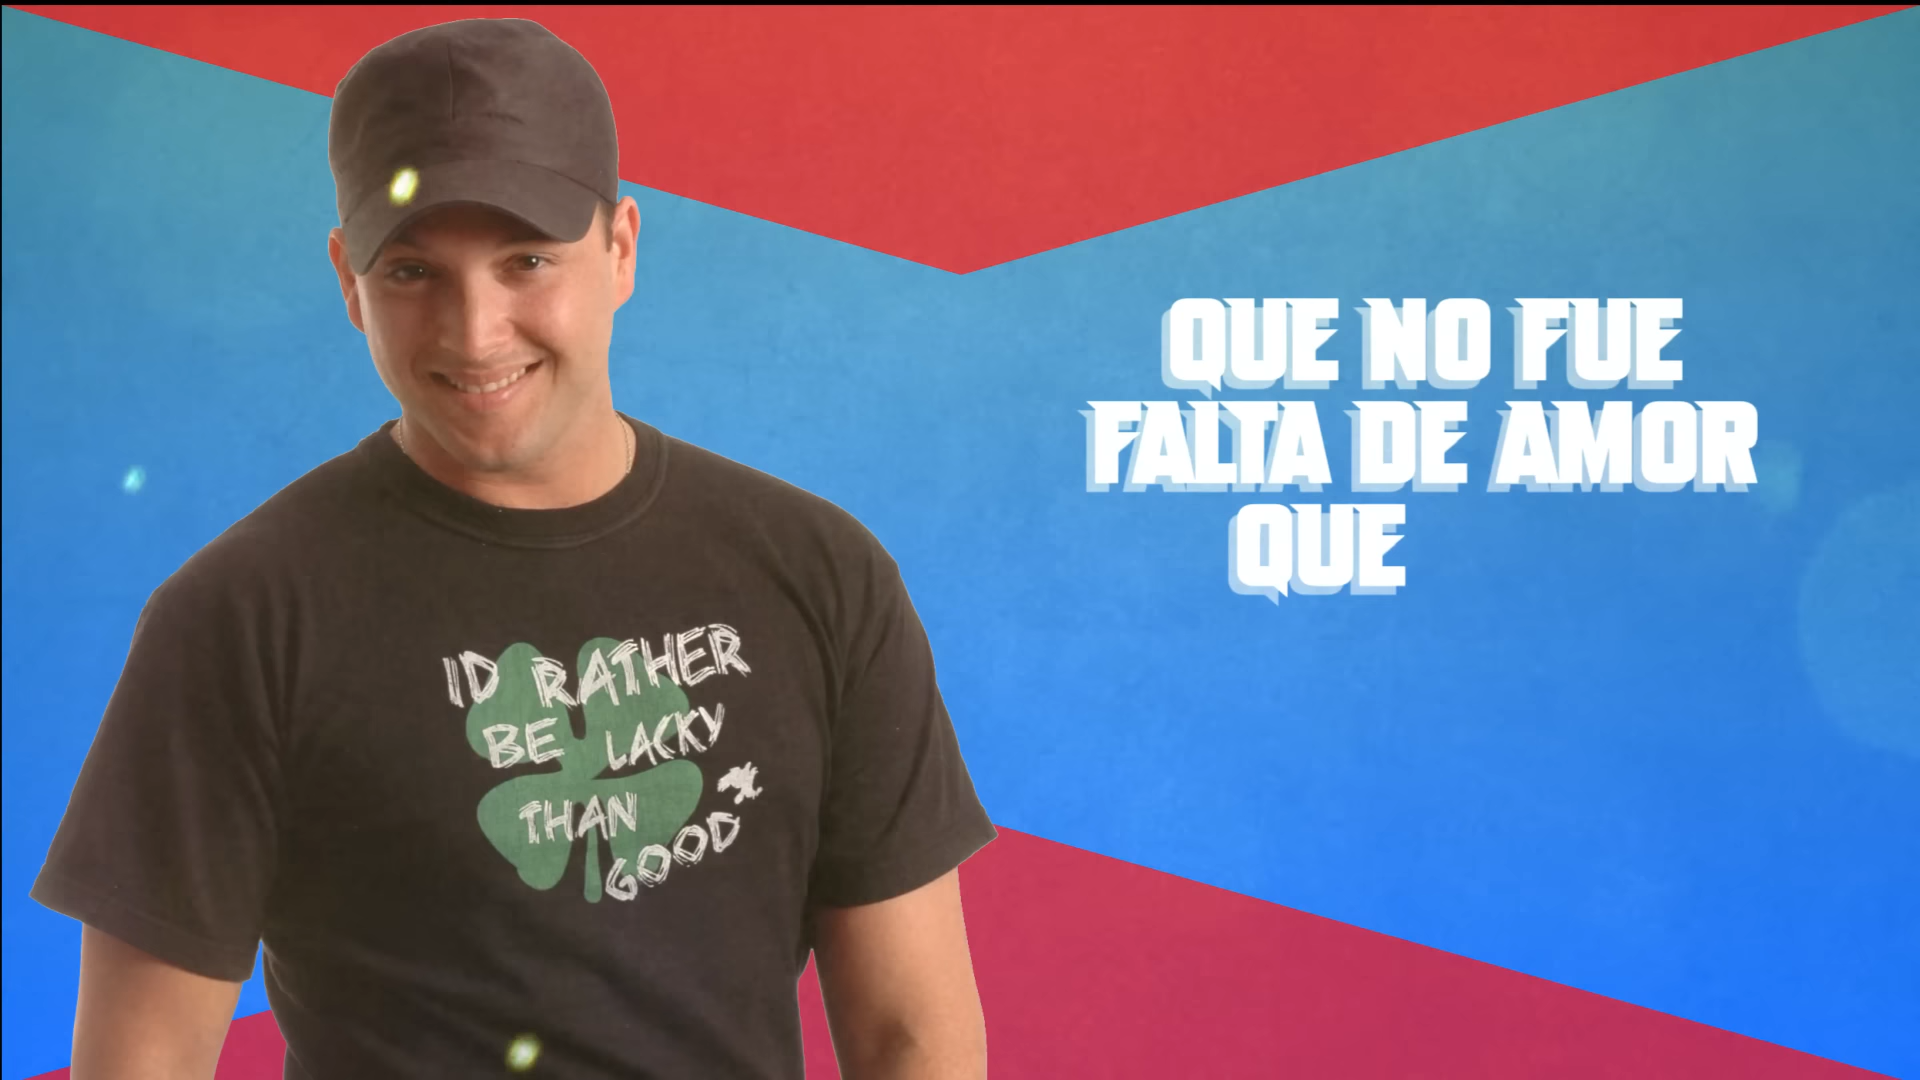 QUE NO FUE
FALTA DE AMOR
QUE
ID RATHER
BE LACKY
THAN
GOOD